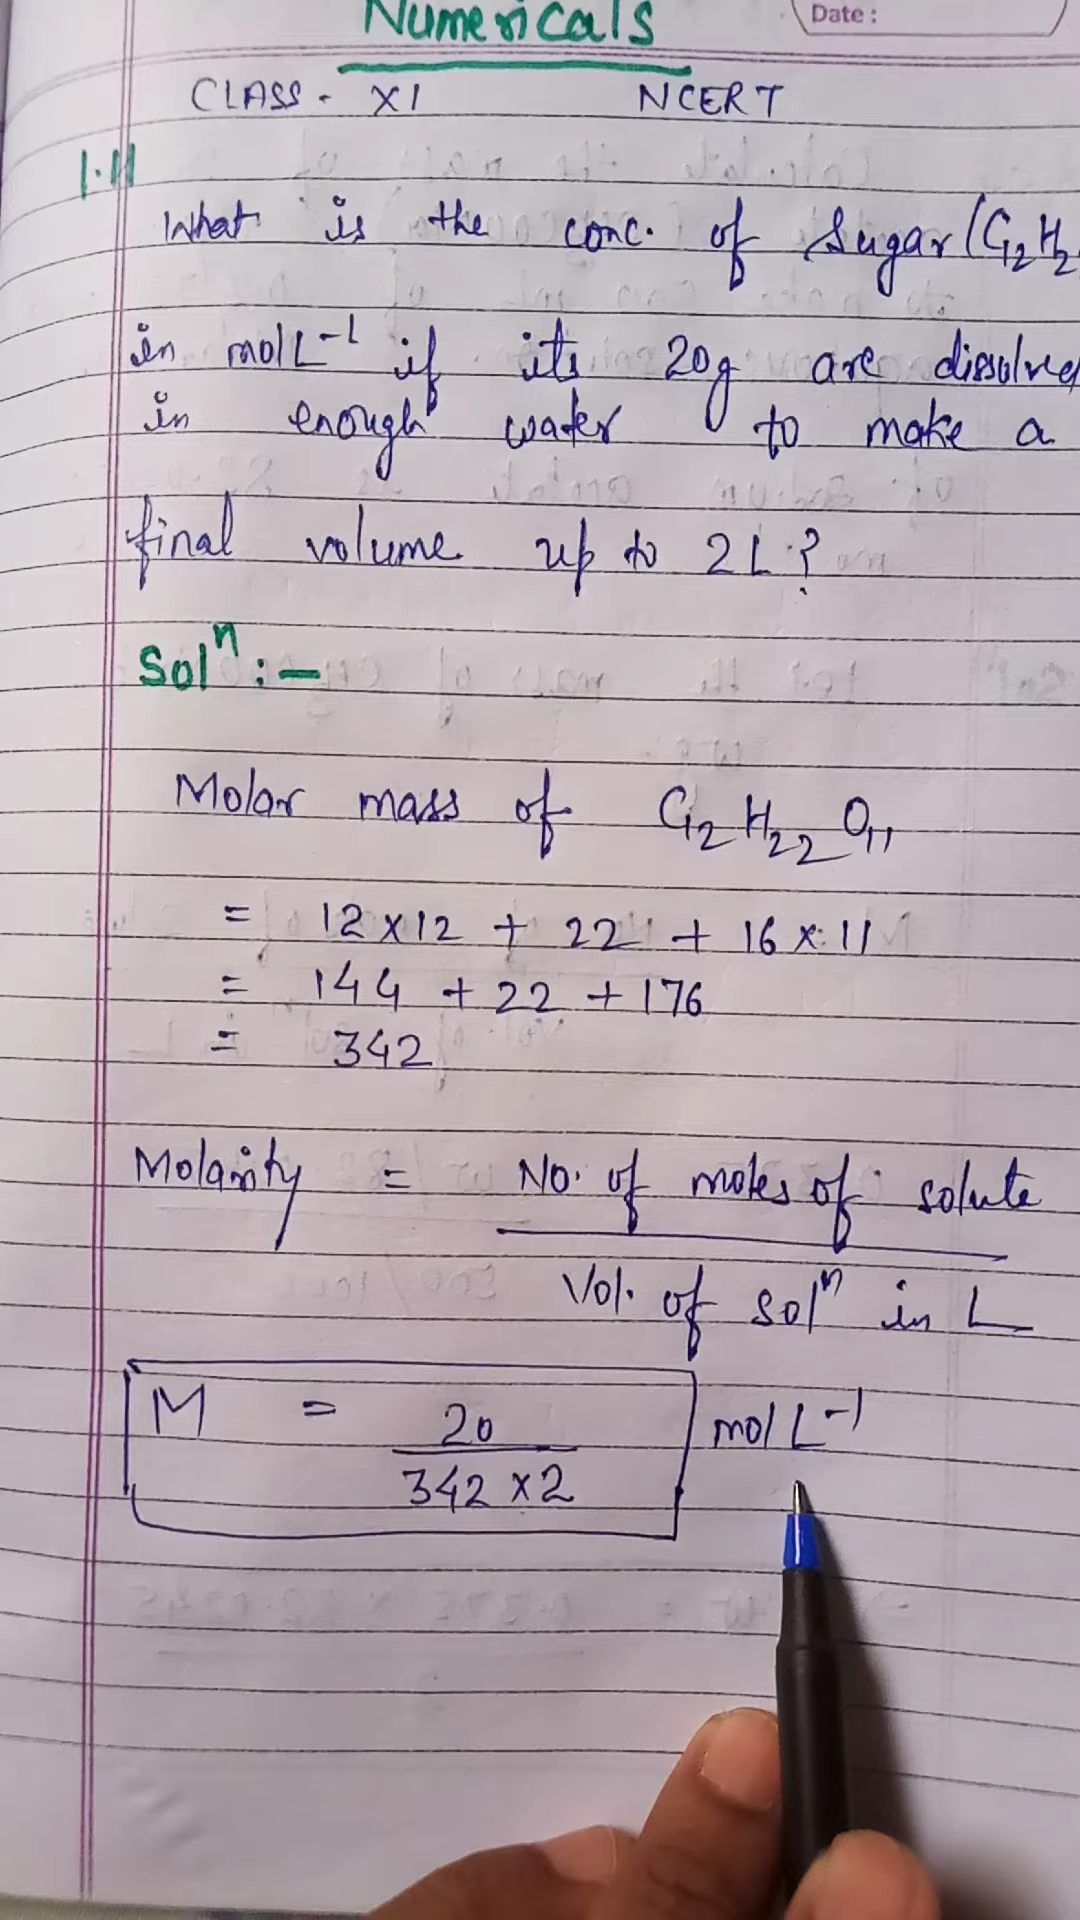 Numericals
Date :
CLASS - XI NCERT
1.11
What is the conc. of Sugar (C12H2
in mol L-1 if its 20g are dissolved
in enough water to make a
final volume up to 2L ?
Soln :-
Molar mass of C12H22O11
= 12 x 12 + 22 + 16 x 11
= 144 + 22 + 176
= 342
Molarity = No. of moles of solute
Vol. of soln in L
M = 20 mol L-1
342 x 2